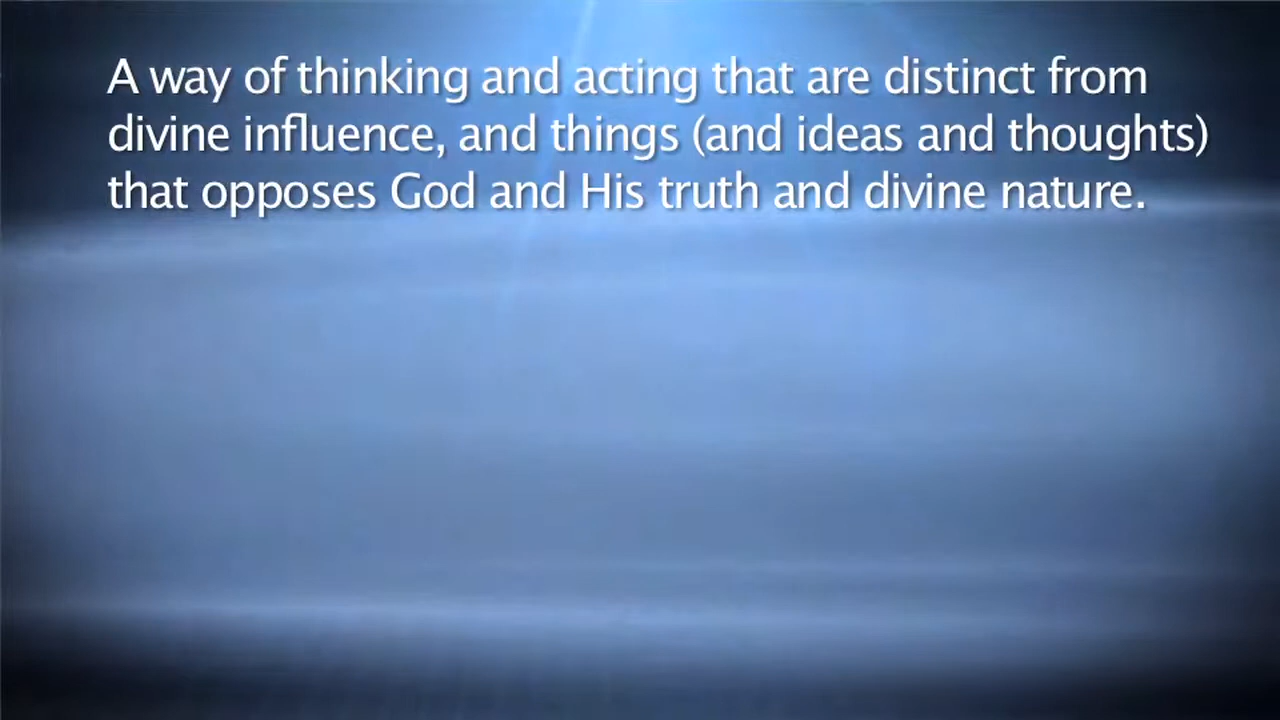 A way of thinking and acting that are distinct from
divine influence, and things (and ideas and thoughts)
that opposes God and His truth and divine nature.